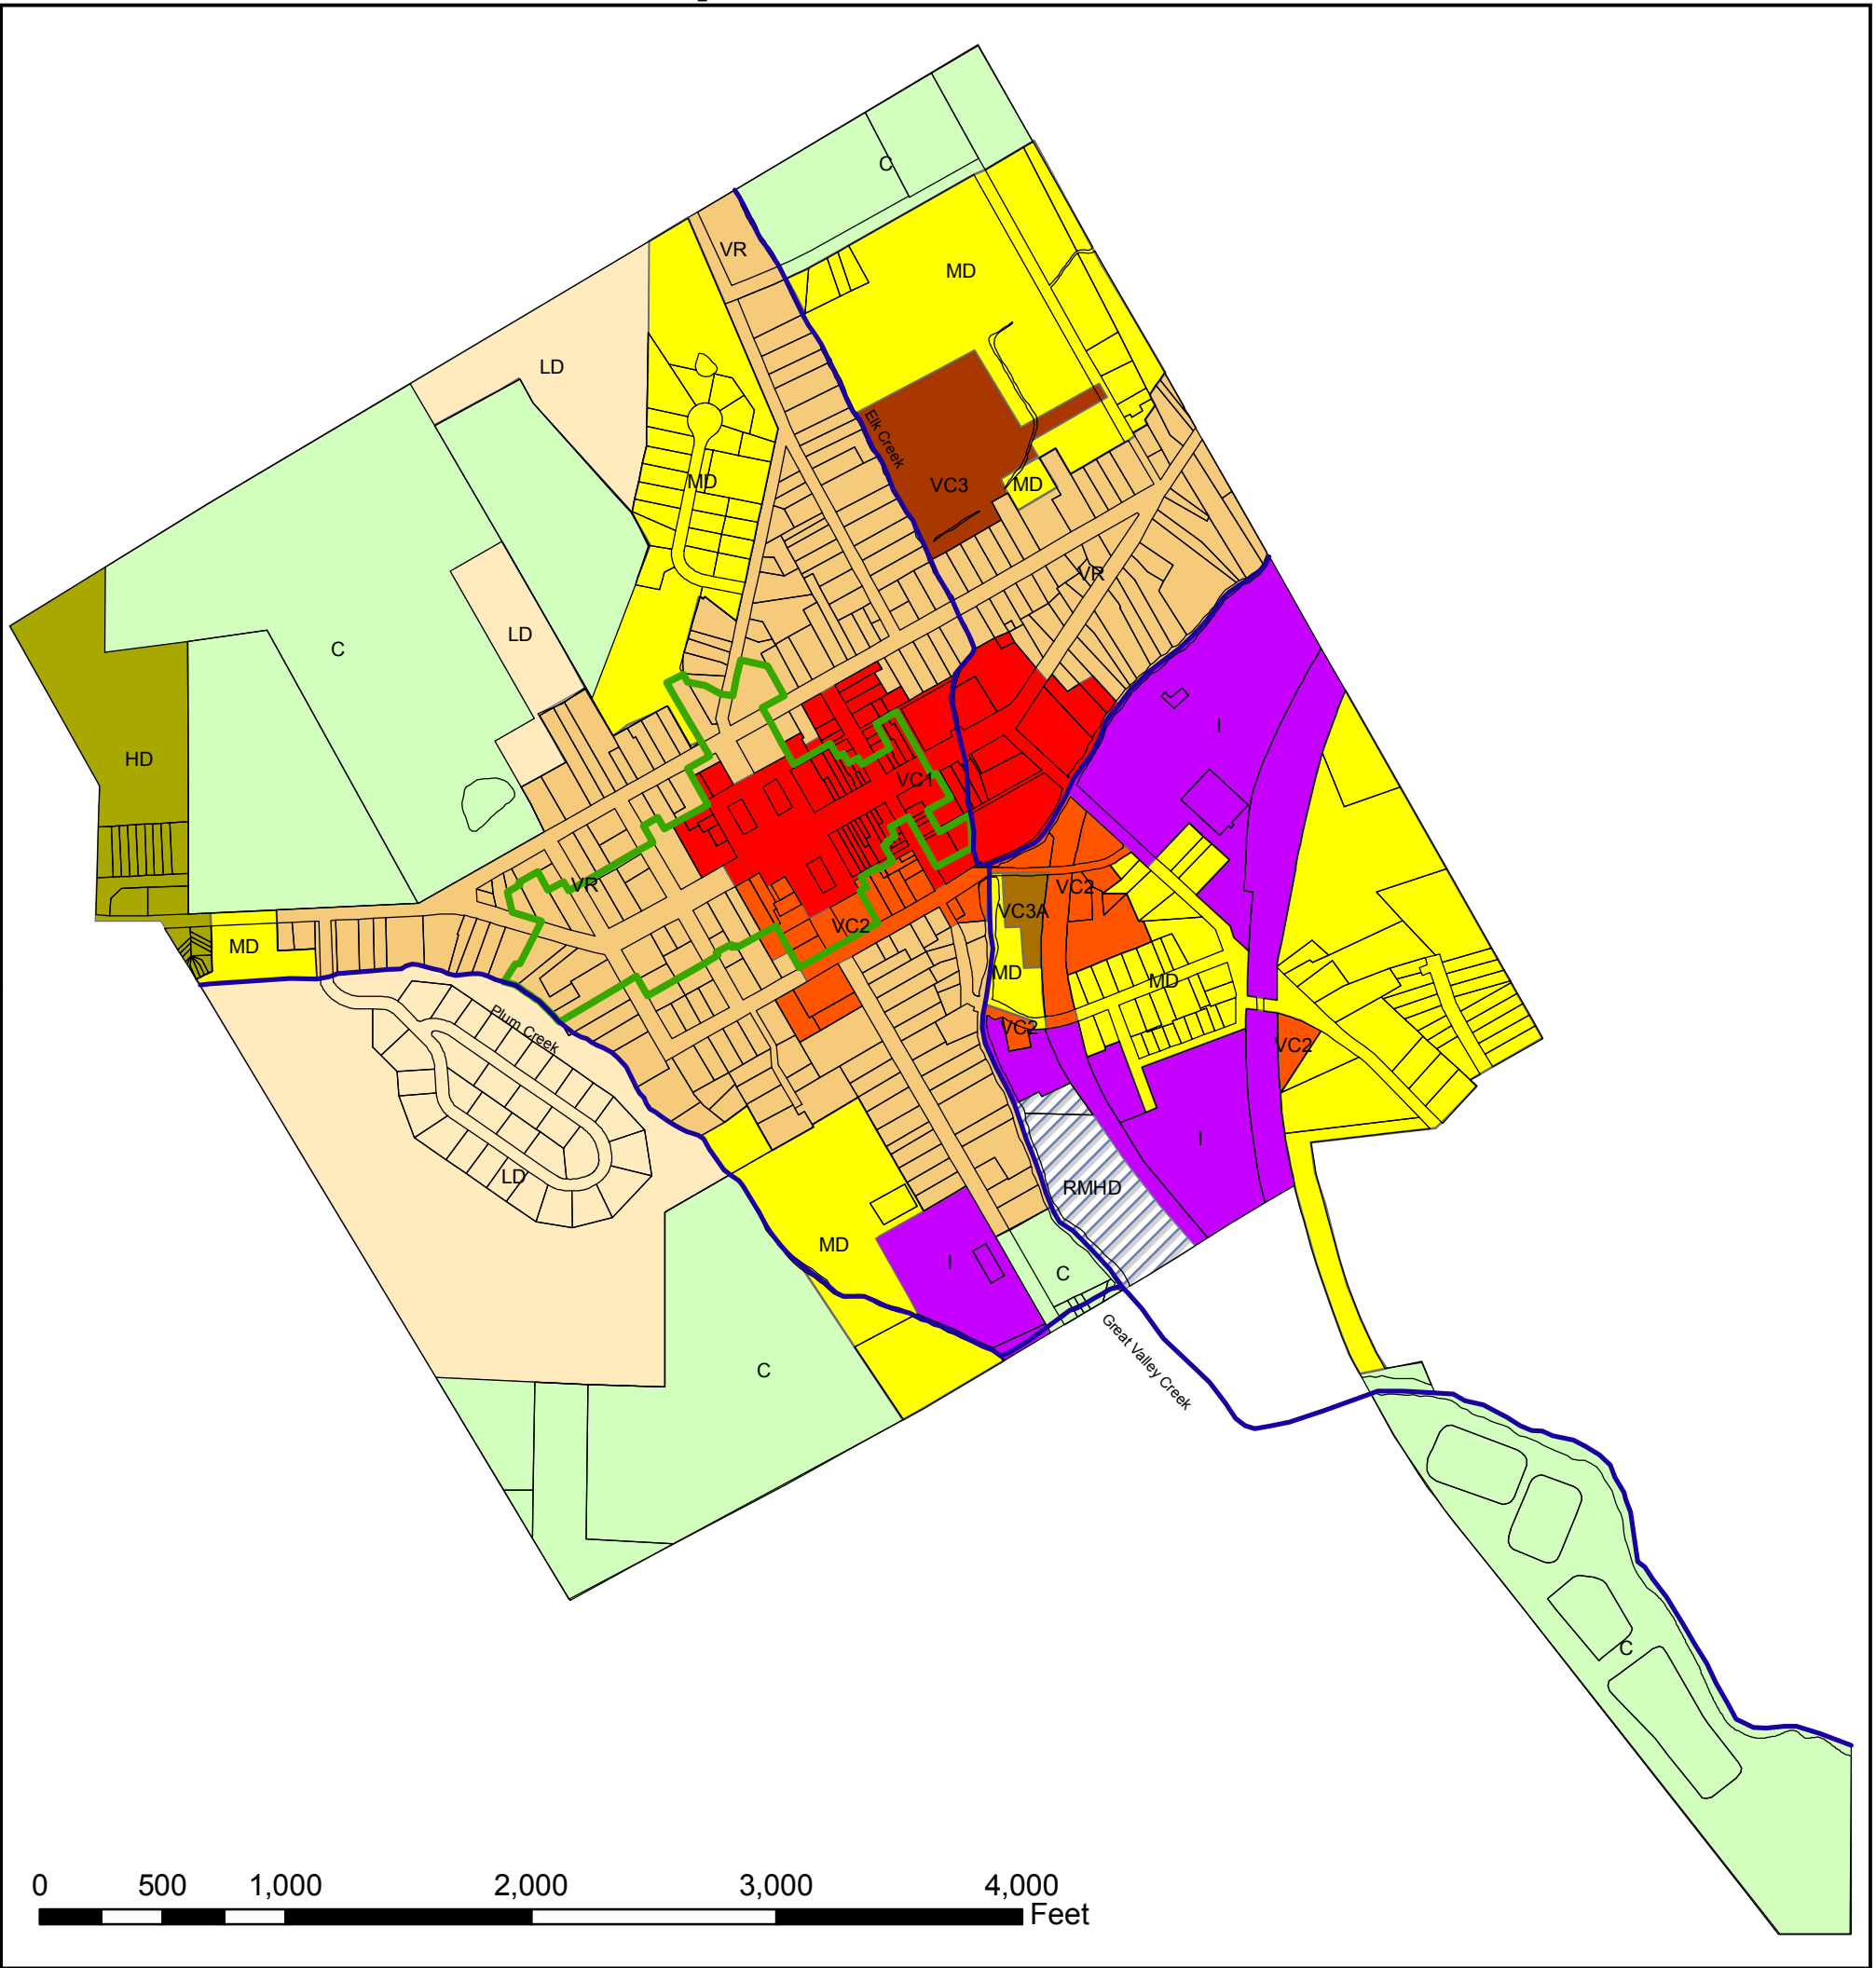 C
VR
MD
LD
Elk Creek
MD
VC3
MD
VR
LD
C
I
HD
VC1
VR
VC2
VC3A
VC2
MD
MD
MD
Plum Creek
VC2
VC2
I
LD
RMHD
MD
I
C
Great Valley Creek
C
C
0 500 1,000 2,000 3,000 4,000
Feet